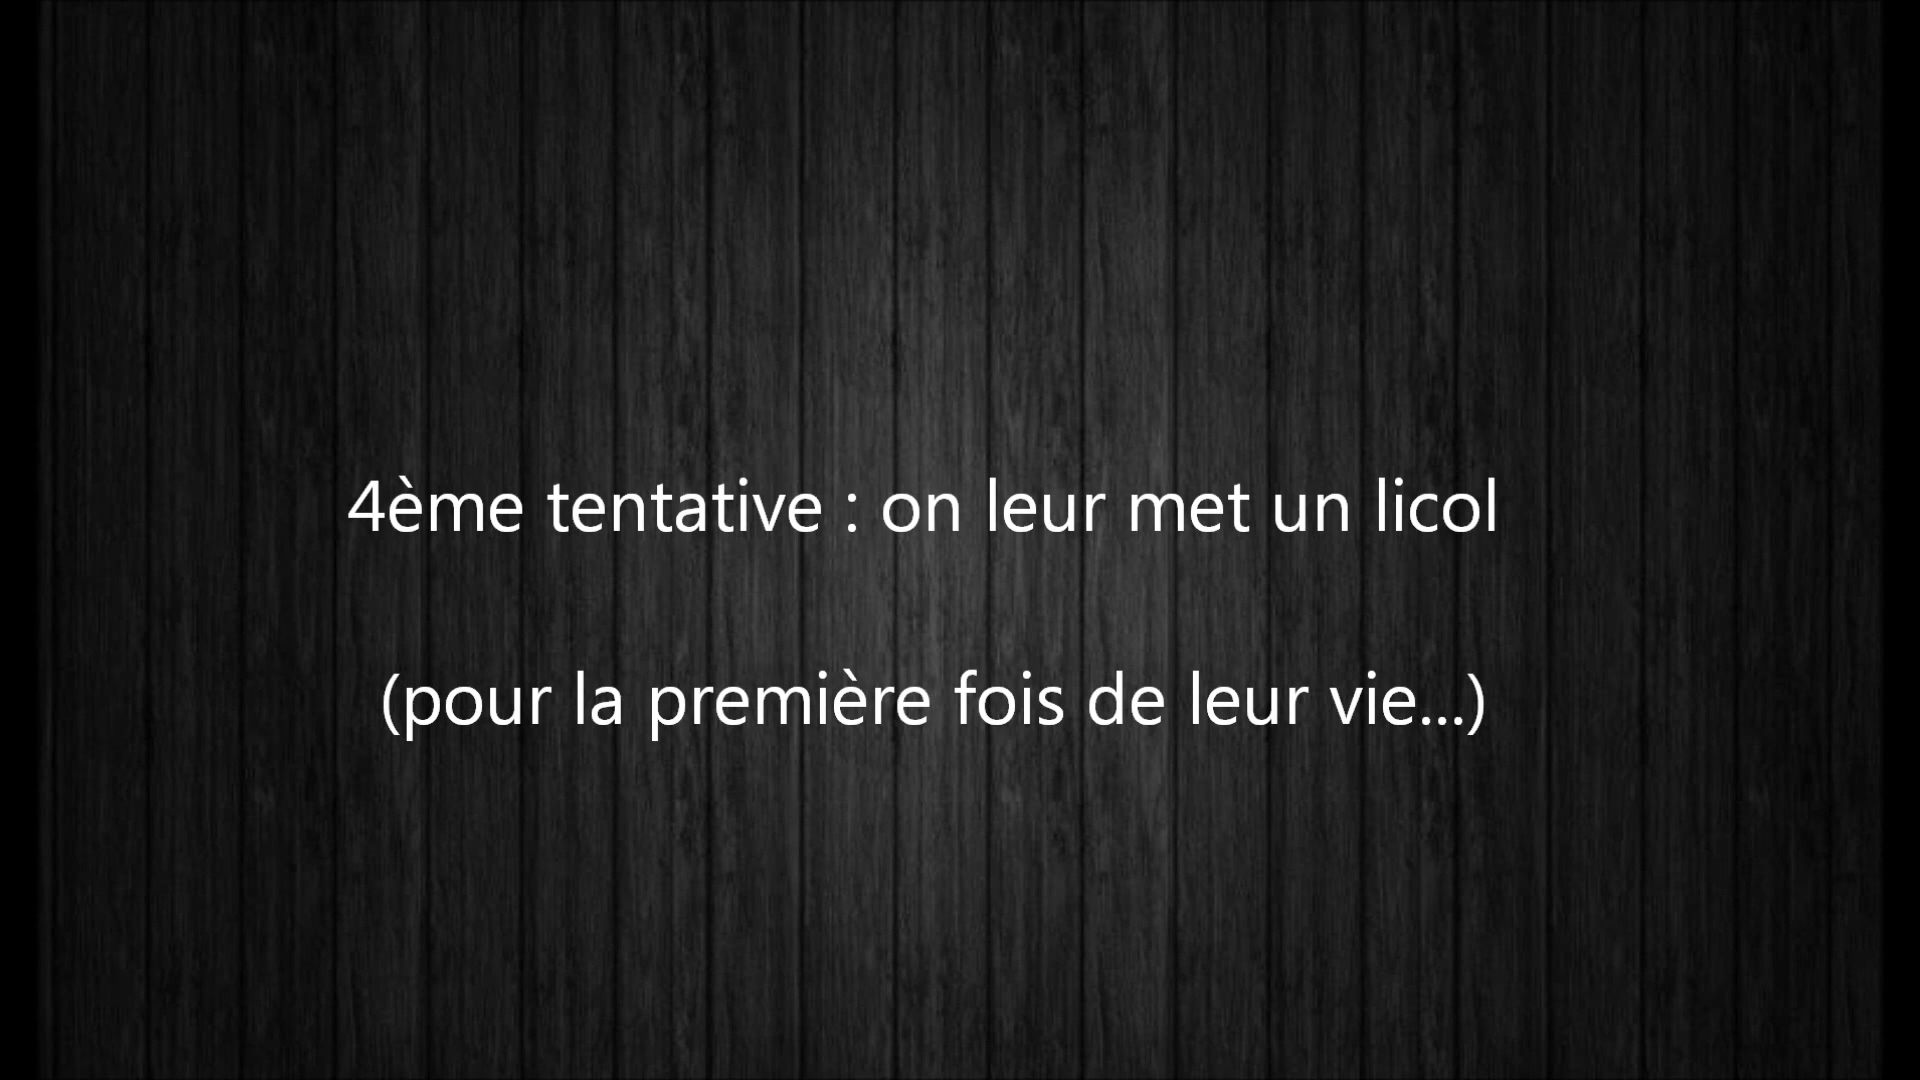 4ème tentative : on leur met un licol
(pour la première fois de leur vie...)